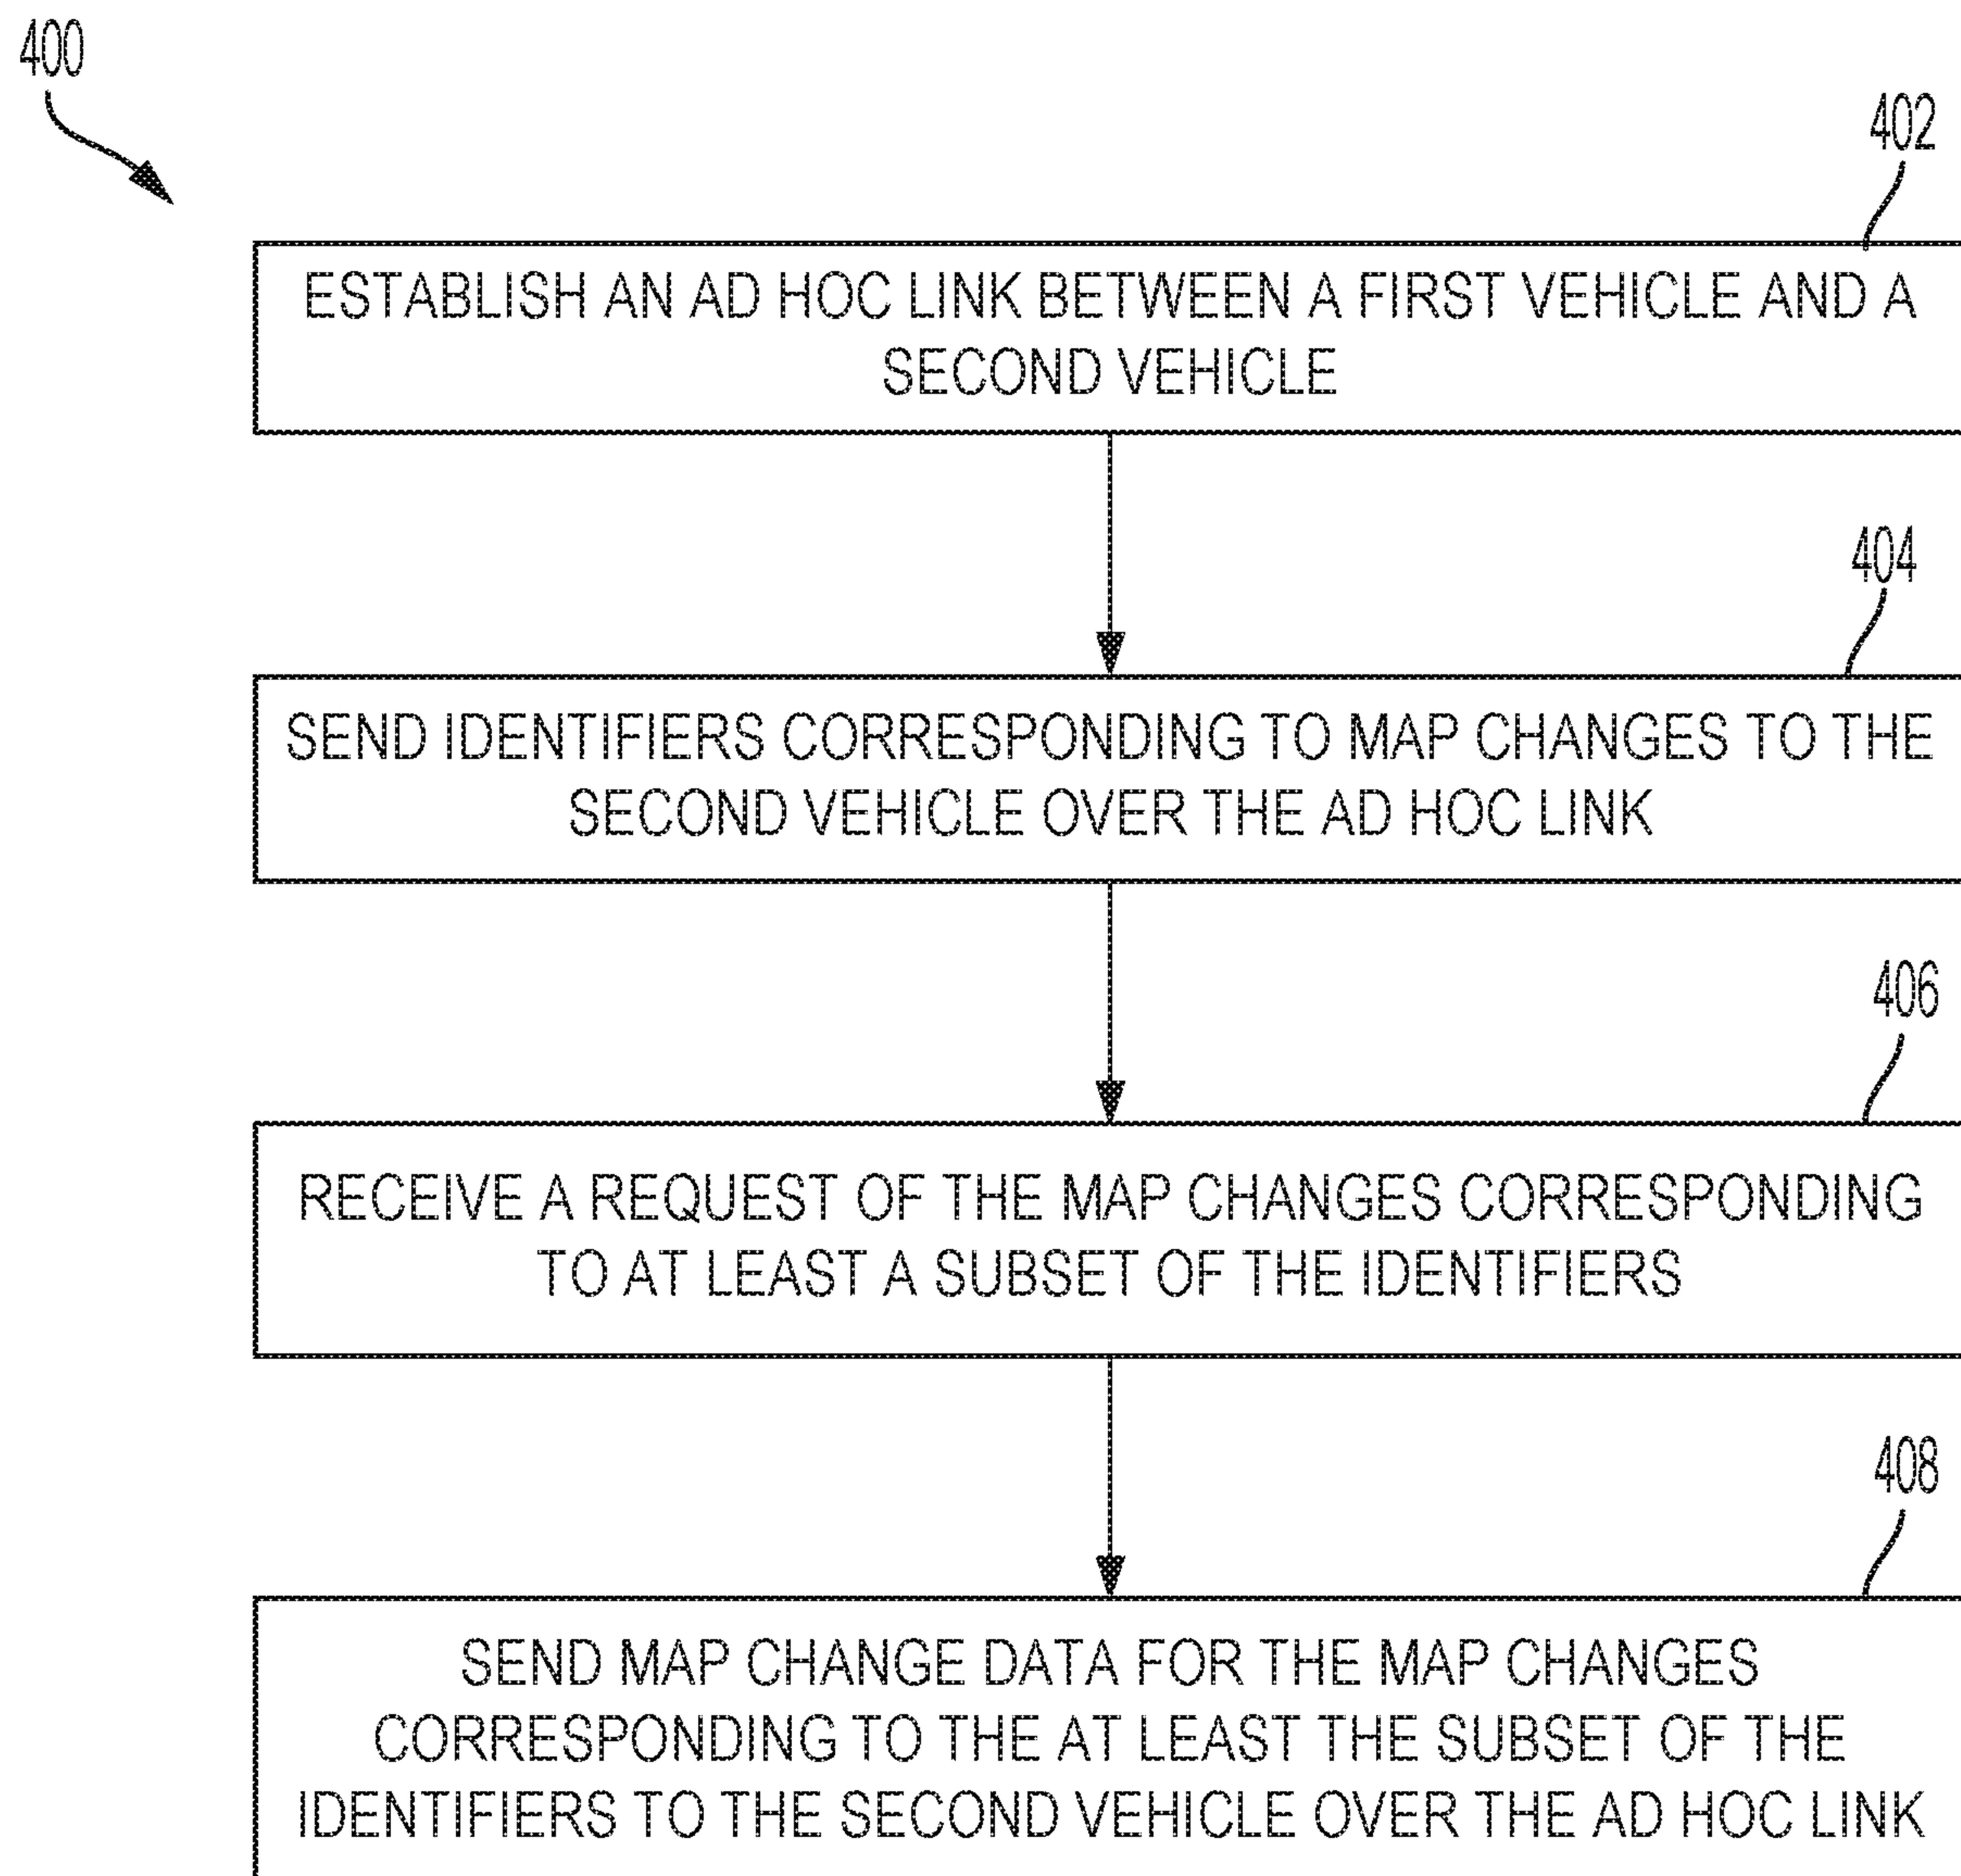 400
402
ESTABLISH AN AD HOC LINK BETWEEN A FIRST VEHICLE AND A
SECOND VEHICLE
404
SEND IDENTIFIERS CORRESPONDING TO MAP CHANGES TO THE
SECOND VEHICLE OVER THE AD HOC LINK
406
RECEIVE A REQUEST OF THE MAP CHANGES CORRESPONDING
TO AT LEAST A SUBSET OF THE IDENTIFIERS
408
SEND MAP CHANGE DATA FOR THE MAP CHANGES
CORRESPONDING TO THE AT LEAST THE SUBSET OF THE
IDENTIFIERS TO THE SECOND VEHICLE OVER THE AD HOC LINK